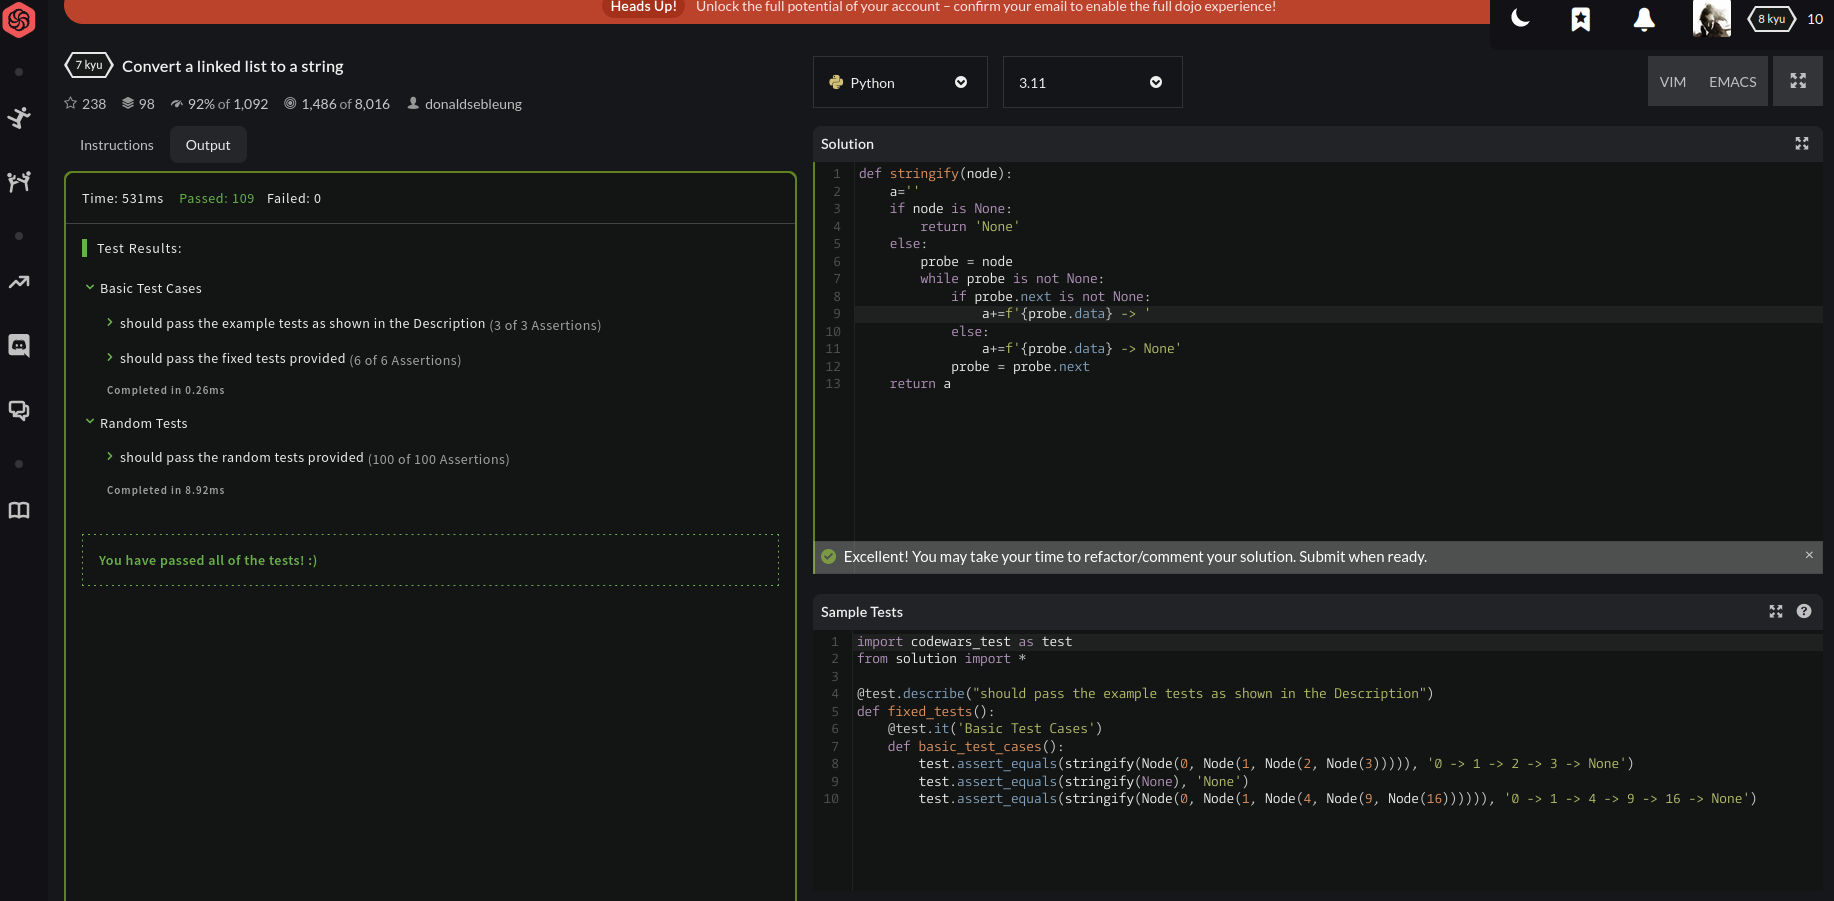 Heads Up! Unlock the full potential of your account – confirm your email to enable the full dojo experience!
8 kyu 10
7 kyu Convert a linked list to a string
238 98 92% of 1,092 1,486 of 8,016 donaldsebleung
Instructions Output
Time: 531ms Passed: 109 Failed: 0
Test Results:
Basic Test Cases
should pass the example tests as shown in the Description (3 of 3 Assertions)
should pass the fixed tests provided (6 of 6 Assertions)
Completed in 0.26ms
Random Tests
should pass the random tests provided (100 of 100 Assertions)
Completed in 8.92ms
You have passed all of the tests! :)
Python 3.11 VIM EMACS
Solution
1 def stringify(node):
2     a=''
3     if node is None:
4         return 'None'
5     else:
6         probe = node
7         while probe is not None:
8             if probe.next is not None:
9                 a+=f'{probe.data} -> '
10             else:
11                 a+=f'{probe.data} -> None'
12             probe = probe.next
13     return a
Excellent! You may take your time to refactor/comment your solution. Submit when ready. ×
Sample Tests ?
1 import codewars_test as test
2 from solution import *
3
4 @test.describe("should pass the example tests as shown in the Description")
5 def fixed_tests():
6     @test.it('Basic Test Cases')
7     def basic_test_cases():
8         test.assert_equals(stringify(Node(0, Node(1, Node(2, Node(3))))), '0 -> 1 -> 2 -> 3 -> None')
9         test.assert_equals(stringify(None), 'None')
10         test.assert_equals(stringify(Node(0, Node(1, Node(4, Node(9, Node(16)))))), '0 -> 1 -> 4 -> 9 -> 16 -> None')